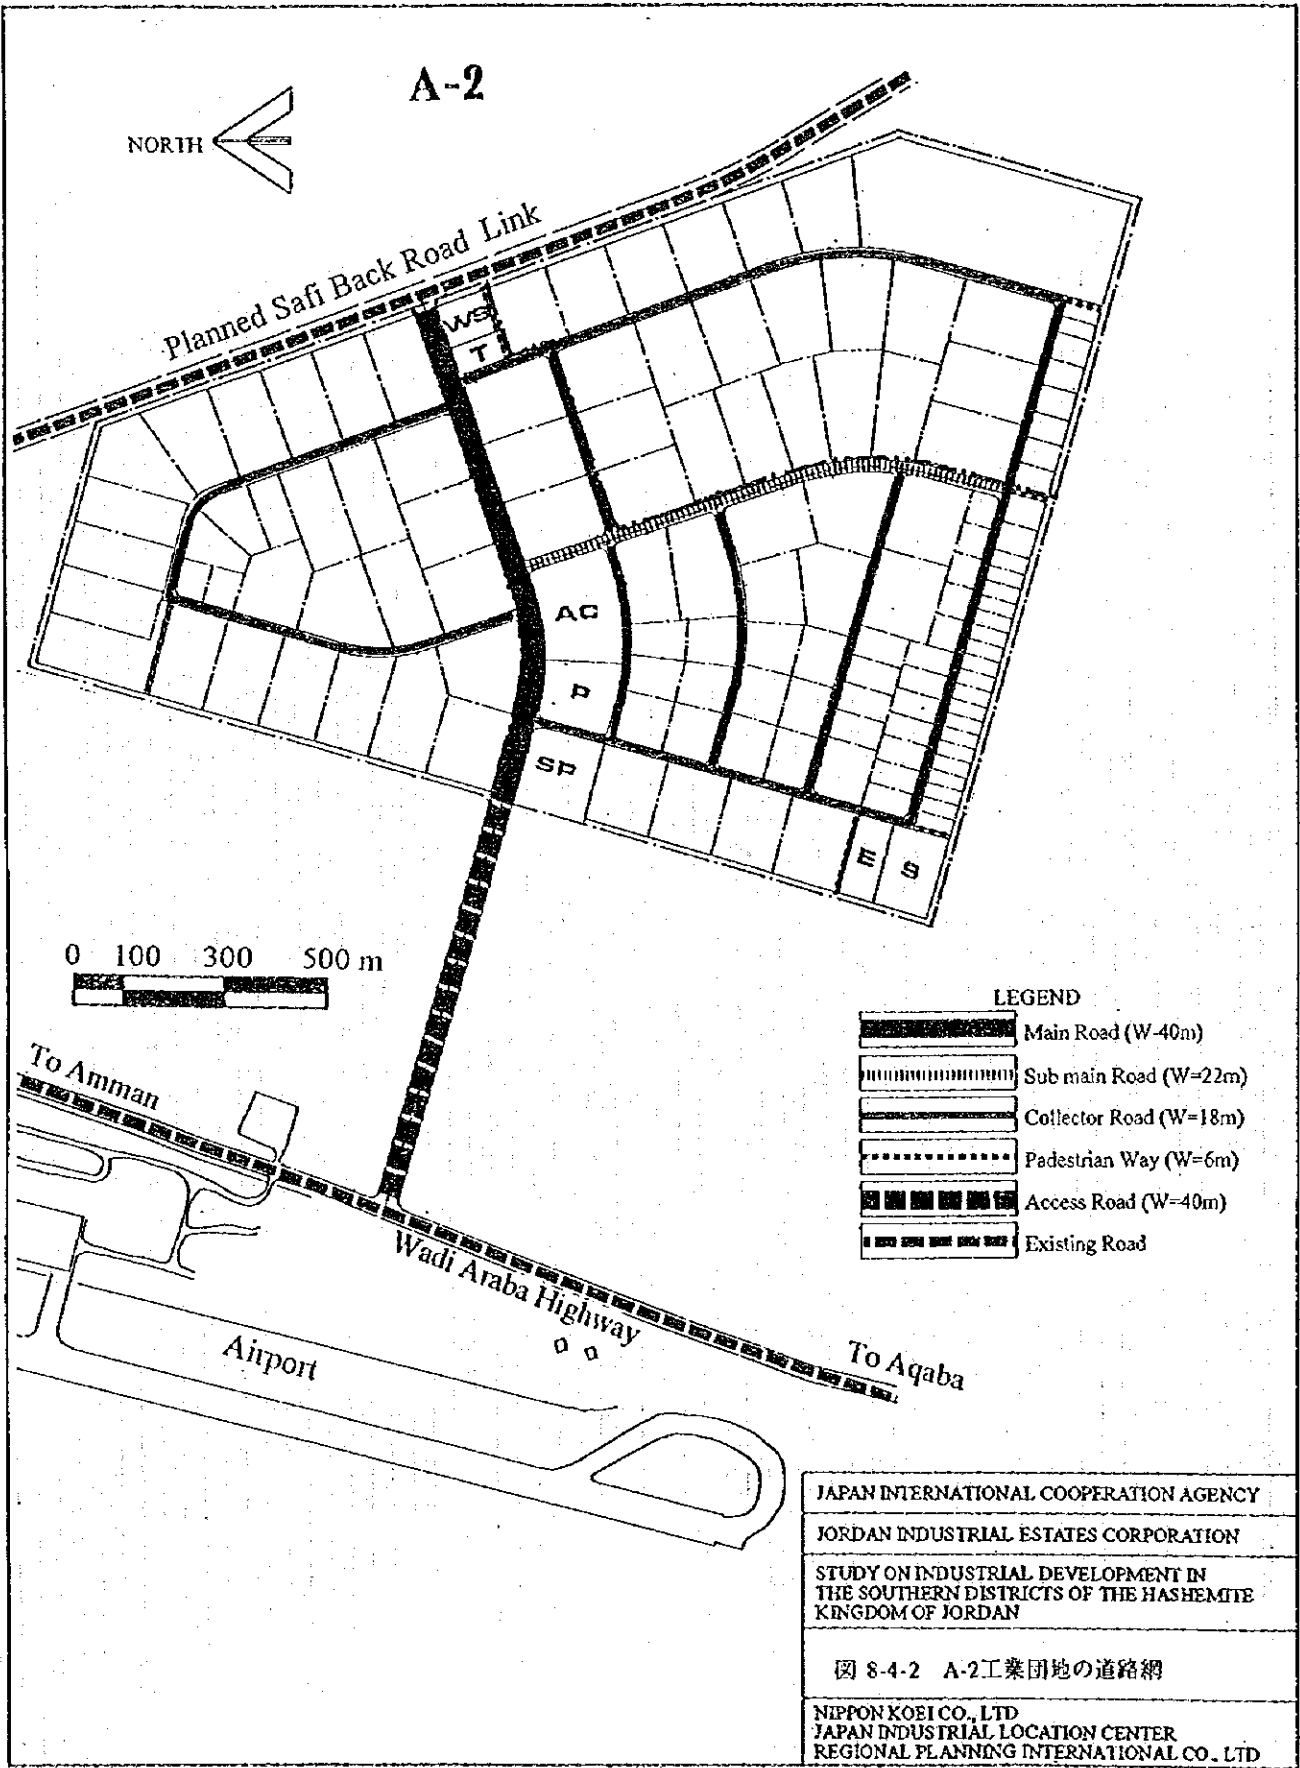 A-2
NORTH
Planned Safi Back Road Link
WS
T
AC
P
SP
E
S
0 100 300 500 m
LEGEND
Main Road (W-40m)
Sub main Road (W=22m)
Collector Road (W=18m)
Padestrian Way (W=6m)
Access Road (W=40m)
Existing Road
To Amman
Wadi Araba Highway
Airport
To Aqaba
JAPAN INTERNATIONAL COOPERATION AGENCY
JORDAN INDUSTRIAL ESTATES CORPORATION
STUDY ON INDUSTRIAL DEVELOPMENT IN
THE SOUTHERN DISTRICTS OF THE HASHEMITE
KINGDOM OF JORDAN
図 8-4-2 A-2工業団地の道路網
NIPPON KOEI CO., LTD
JAPAN INDUSTRIAL LOCATION CENTER
REGIONAL PLANNING INTERNATIONAL CO., LTD